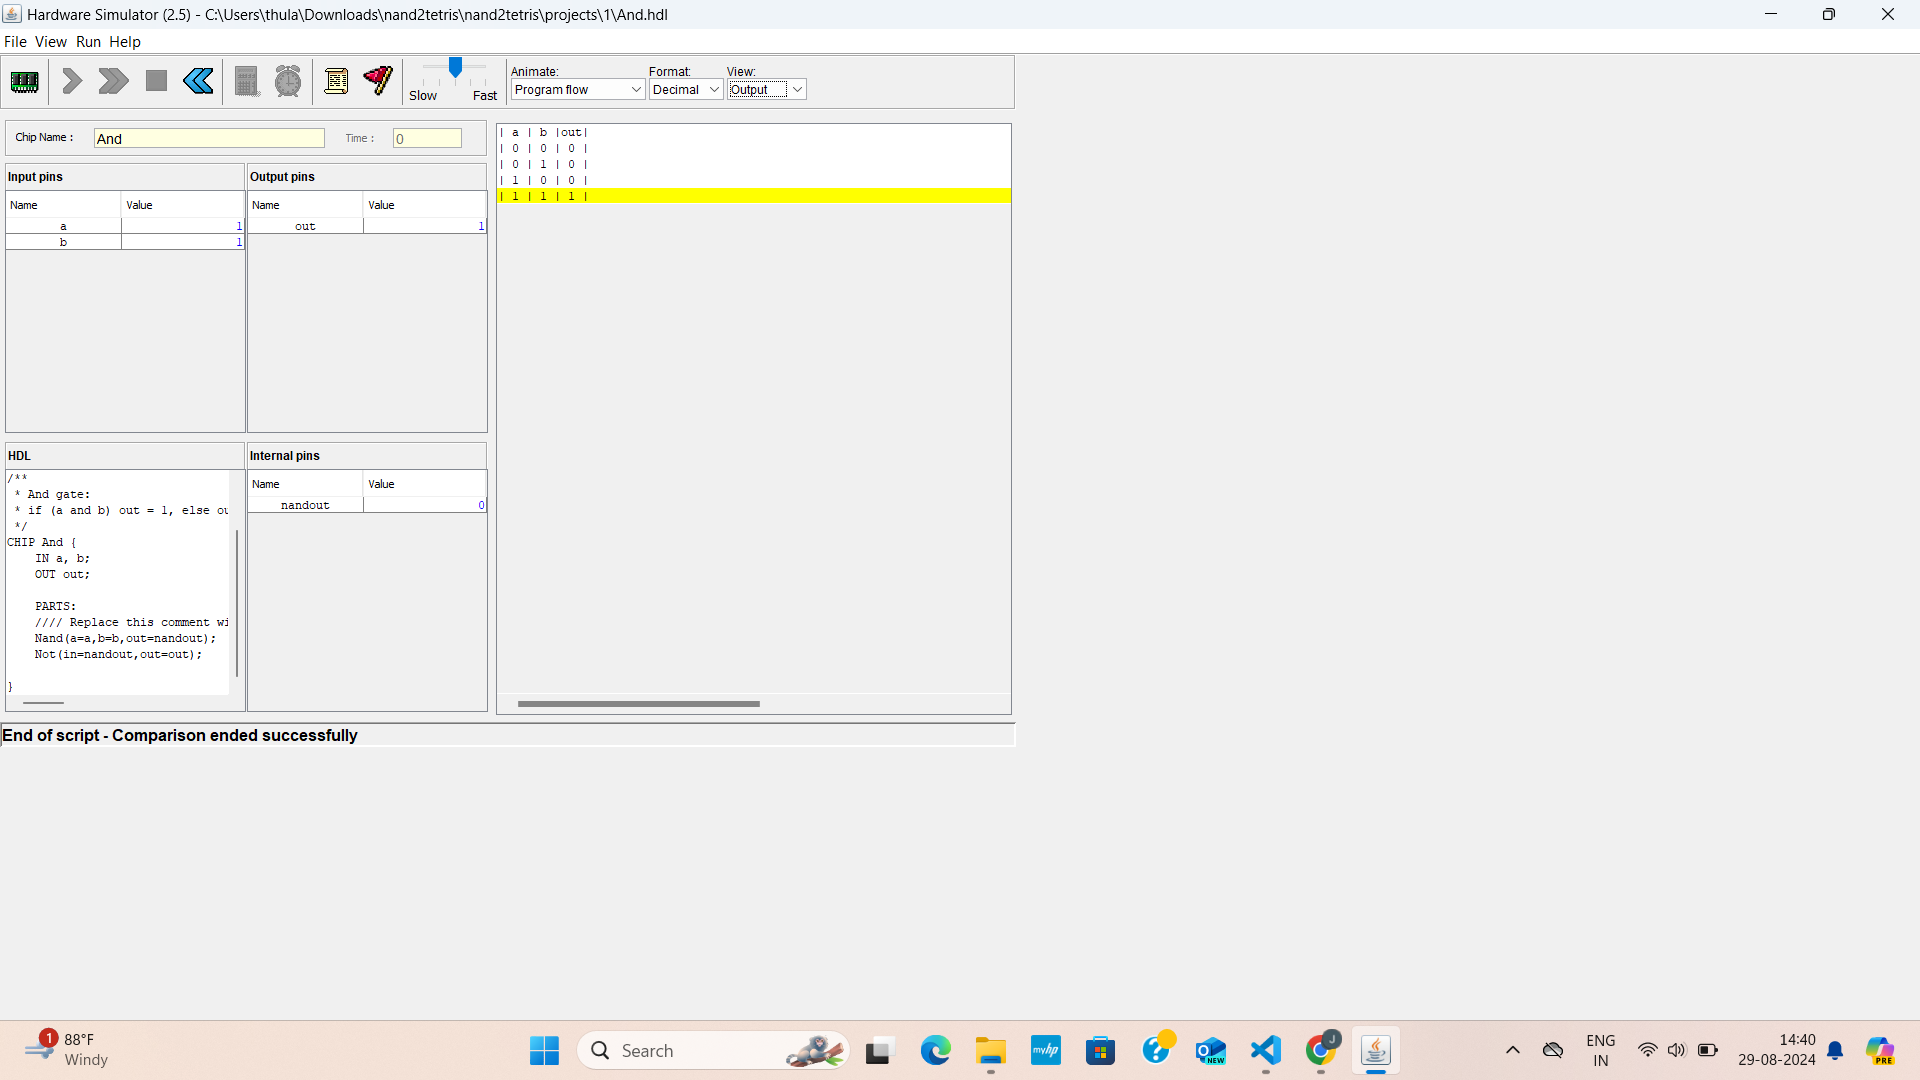 Hardware Simulator (2.5) - C:\Users\thula\Downloads\nand2tetris\nand2tetris\projects\1\And.hdl
File View Run Help
Slow Fast
Animate: Format: View:
Program flow Decimal Output
Chip Name : And Time : 0
Input pins
Name Value
a 1
b 1
Output pins
Name Value
out 1
| a | b |out|
| 0 | 0 | 0 |
| 0 | 1 | 0 |
| 1 | 0 | 0 |
| 1 | 1 | 1 |
HDL
/**
* And gate:
* if (a and b) out = 1, else ou
*/
CHIP And {
IN a, b;
OUT out;
PARTS:
//// Replace this comment wi
Nand(a=a,b=b,out=nandout);
Not(in=nandout,out=out);
}
Internal pins
Name Value
nandout 0
End of script - Comparison ended successfully
1
88°F
Windy
Search
myhp
NEW
J
ENG
IN
14:40
29-08-2024
PRE